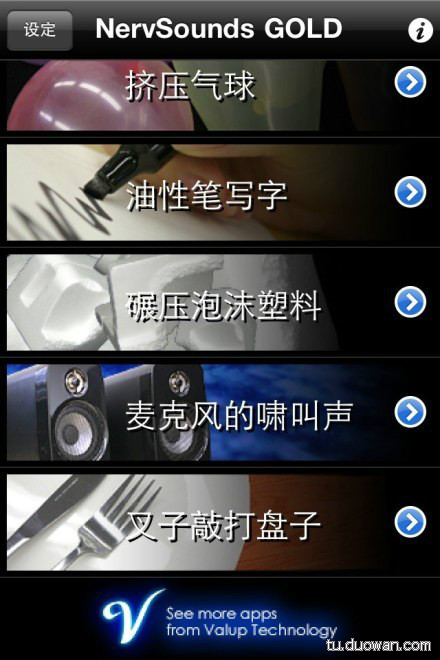 设定
NervSounds GOLD
挤压气球
油性笔写字
碾压泡沫塑料
麦克风的啸叫声
叉子敲打盘子
See more apps
from Valup Technology
tu.duowan.com